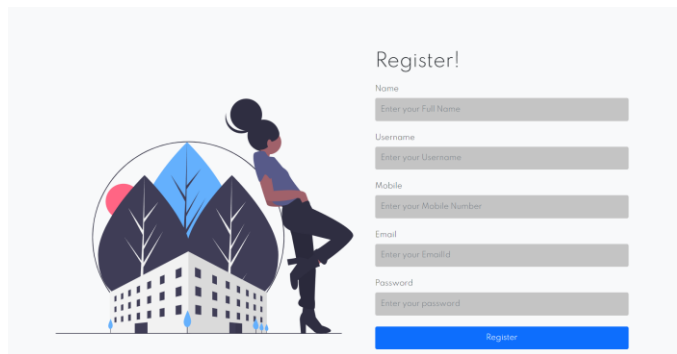 Register!
Name
Enter your Full Name
Username
Enter your Username
Mobile
Enter your Mobile Number
Email
Enter your EmailId
Password
Enter your password
Register